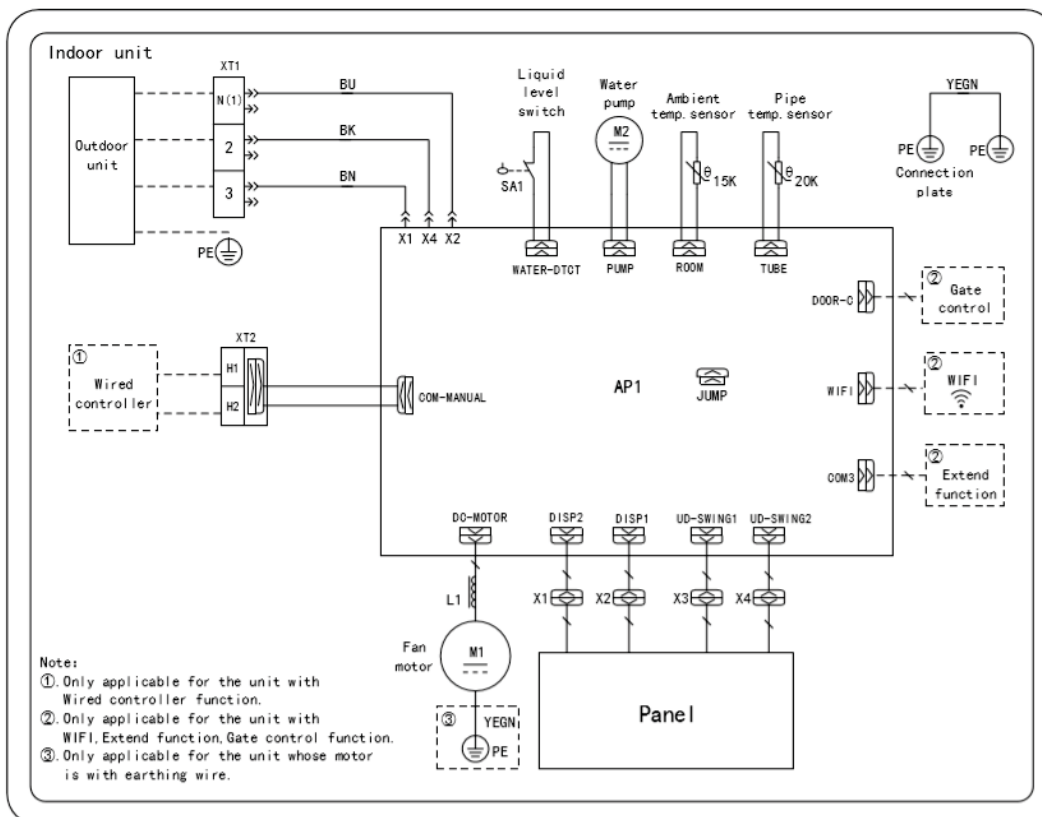 Indoor unit
XT1
N(1)
2
3
BU
BK
BN
Outdoor
unit
PE
X1 X4 X2
Liquid
level
switch
SA1
Water
pump
M2
Ambient
temp. sensor
θ
15K
Pipe
temp. sensor
θ
20K
YEGN
PE
PE
Connection
plate
WATER-DTCT
PUMP
ROOM
TUBE
DOOR-C
②
Gate
control
XT2
①
Wired
controller
H1
H2
COM-MANUAL
AP1
JUMP
WIFI
②
WIFI
COM3
②
Extend
function
DC-MOTOR
DISP2
DISP1
UD-SWING1
UD-SWING2
L1
X1
X2
X3
X4
Fan
motor
M1
③
YEGN
PE
Panel
Note:
①. Only applicable for the unit with
Wired controller function.
②. Only applicable for the unit with
WIFI, Extend function, Gate control function.
③. Only applicable for the unit whose motor
is with earthing wire.